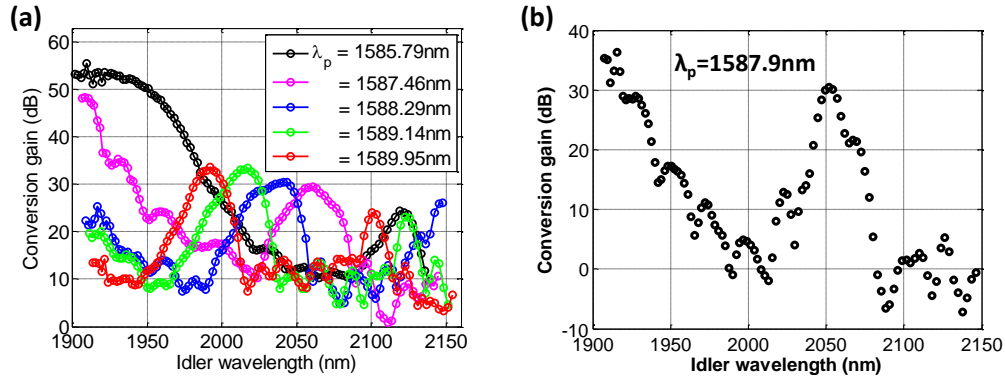 (a)
60
50
40
30
20
10
0
1900 1950 2000 2050 2100 2150
Conversion gain (dB)
Idler wavelength (nm)
λp = 1585.79nm
= 1587.46nm
= 1588.29nm
= 1589.14nm
= 1589.95nm
(b)
40
30
20
10
0
-10
1900 1950 2000 2050 2100 2150
Conversion gain (dB)
Idler wavelength (nm)
λp=1587.9nm